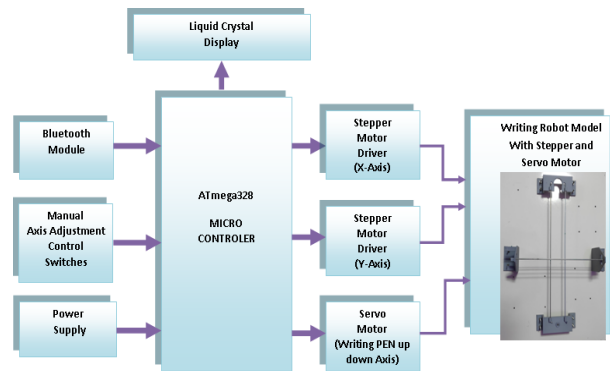 Liquid Crystal
Display
Bluetooth
Module
Manual
Axis Adjustment
Control
Switches
Power
Supply
ATmega328
MICRO
CONTROLER
Stepper
Motor
Driver
(X-Axis)
Stepper
Motor
Driver
(Y-Axis)
Servo
Motor
(Writing PEN up
down Axis)
Writing Robot Model
With Stepper and
Servo Motor